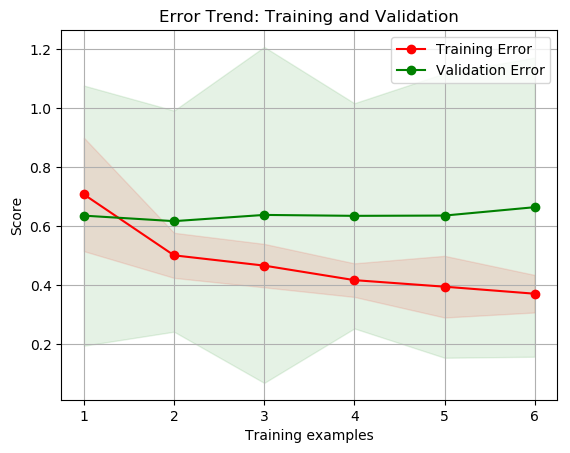 Error Trend: Training and Validation
Training Error
Validation Error
1.2
1.0
0.8
0.6
0.4
0.2
Score
1 2 3 4 5 6
Training examples